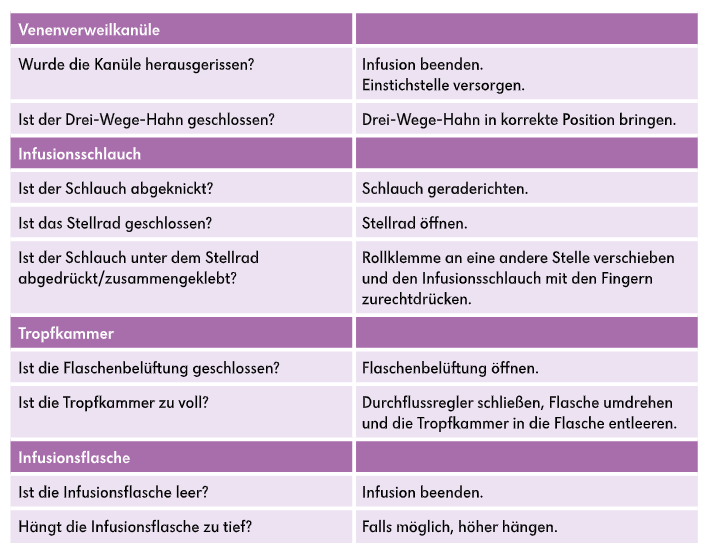 Venenverweilkanüle
Wurde die Kanüle herausgerissen?
Infusion beenden.
Einstichstelle versorgen.
Ist der Drei-Wege-Hahn geschlossen?
Drei-Wege-Hahn in korrekte Position bringen.
Infusionsschlauch
Ist der Schlauch abgeknickt?
Schlauch geraderichten.
Ist das Stellrad geschlossen?
Stellrad öffnen.
Ist der Schlauch unter dem Stellrad
abgedrückt/zusammengeklebt?
Rollklemme an eine andere Stelle verschieben
und den Infusionsschlauch mit den Fingern
zurechtdrücken.
Tropfkammer
Ist die Flaschenbelüftung geschlossen?
Flaschenbelüftung öffnen.
Ist die Tropfkammer zu voll?
Durchflussregler schließen, Flasche umdrehen
und die Tropfkammer in die Flasche entleeren.
Infusionsflasche
Ist die Infusionsflasche leer?
Infusion beenden.
Hängt die Infusionsflasche zu tief?
Falls möglich, höher hängen.